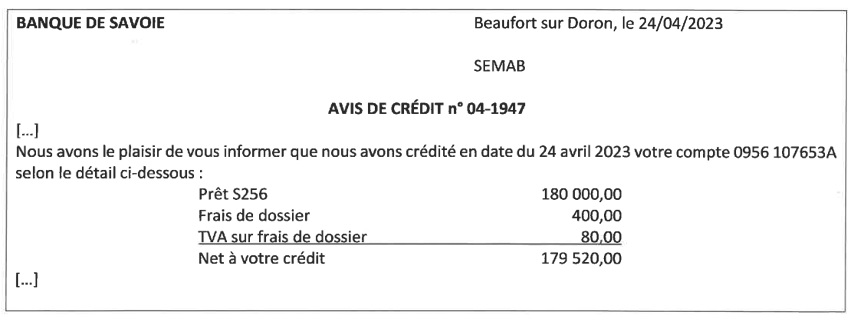 BANQUE DE SAVOIE Beaufort sur Doron, le 24/04/2023
SEMAB
AVIS DE CRÉDIT n° 04-1947
[...]
Nous avons le plaisir de vous informer que nous avons crédité en date du 24 avril 2023 votre compte 0956 107653A
selon le détail ci-dessous :
Prêt S256 180 000,00
Frais de dossier 400,00
TVA sur frais de dossier 80,00
Net à votre crédit 179 520,00
[...]